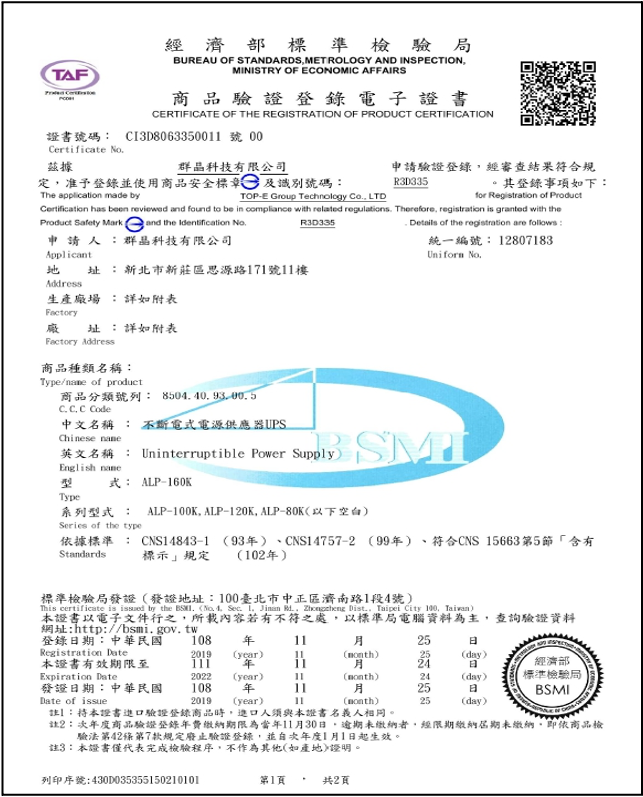 經濟部標準檢驗局
BUREAU OF STANDARDS,METROLOGY AND INSPECTION,
MINISTRY OF ECONOMIC AFFAIRS
TAF
Product Certification
PC081
商品驗證登錄電子證書
CERTIFICATE OF THE REGISTRATION OF PRODUCT CERTIFICATION
證書號碼： CI3D8063350011 號 00
Certificate No.
茲據 群晶科技有限公司 申請驗證登錄，經審查結果符合規
定，准予登錄並使用商品安全標章 及識別號碼： R3D335 。其登錄事項如下：
The application made by TOP-E Group Technology Co., LTD for Registration of Product
Certification has been reviewed and found to be in compliance with related regulations. Therefore, registration is granted with the
Product Safety Mark and the Identification No. R3D335 . Details of the registration are follows :
申請人：群晶科技有限公司 統一編號：12807183
Applicant Uniform No.
地址：新北市新莊區思源路171號11樓
Address
生產廠場：詳如附表
Factory
廠址：詳如附表
Factory Address
商品種類名稱：
Type/name of product
商品分類號列： 8504.40.93.00.5
C.C.C Code
中文名稱 ： 不斷電式電源供應器UPS
Chinese name
英文名稱 ： Uninterruptible Power Supply
English name
型式： ALP-160K
Type
系列型式 ： ALP-100K,ALP-120K,ALP-80K(以下空白)
Series of the type
BSMI
依據標準 ： CNS14843-1 （93年）、CNS14757-2 （99年）、符合CNS 15663第5節「含有
Standards 標示」規定 （102年）
標準檢驗局發證（發證地址：100臺北市中正區濟南路1段4號）
This certificate is issued by the BSMI. (No.4, Sec. 1, Jinan Rd., Zhongzheng Dist., Taipei City 100, Taiwan)
本證書以電子文件行之，所載內容若有不符之處，以標準局電腦資料為主，查詢驗證資料
網址:http://bsmi.gov.tw
登錄日期：中華民國 108 年 11 月 25 日
Registration Date 2019 (year) 11 (month) 25 (day)
本證書有效期限至 111 年 11 月 24 日
Expiration Date 2022 (year) 11 (month) 24 (day)
發證日期：中華民國 108 年 11 月 25 日
Date of issue 2019 (year) 11 (month) 25 (day)
經濟部
標準檢驗局
BSMI
註1：持本證書進口驗證登錄商品時，進口人須與本證書名義人相同。
註2：次年度商品驗證登錄年費繳納期限為當年11月30日，逾期未繳納者，經限期繳納屆期未繳納，即依商品檢
驗法第42條第7款規定廢止驗證登錄，並自次年度1月1日起生效。
註3：本證書僅代表完成檢驗程序，不作為其他(如產地)證明。
列印序號:430D035355150210101 第1頁 ， 共2頁